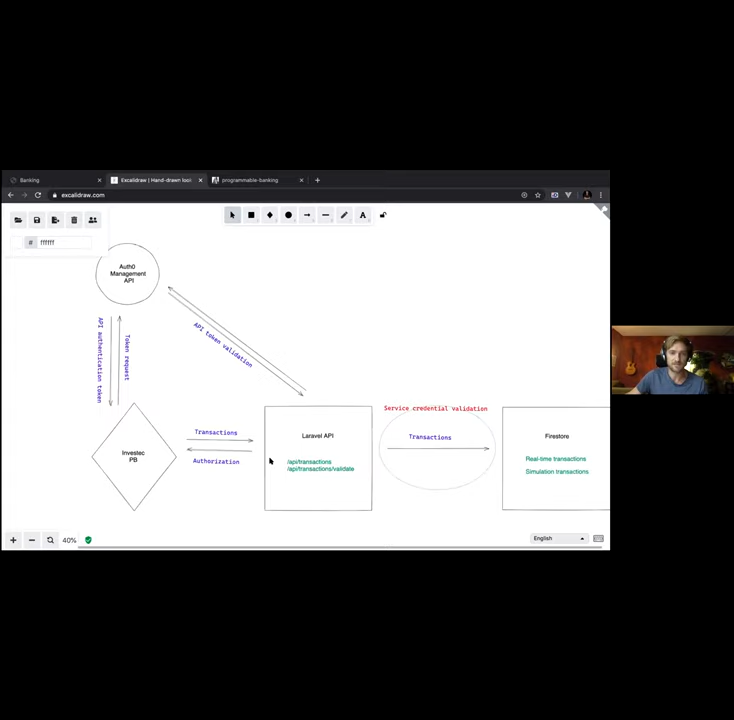 Banking
Excalidraw | Hand-drawn look
programmable-banking
excalidraw.com
A
# ffffff
Auth0
Management
API
API authentication token
Token request
API token validation
Investec
PB
Transactions
Authorization
Laravel API
/api/transactions
/api/transactions/validate
Service credential validation
Transactions
Firestore
Real-time transactions
Simulation transactions
40%
English